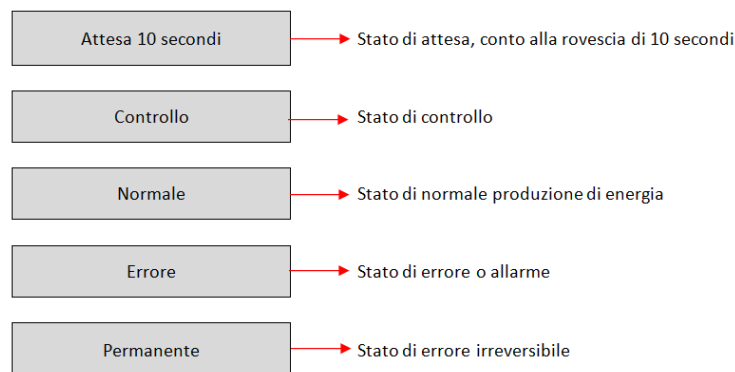 Attesa 10 secondi
Stato di attesa, conto alla rovescia di 10 secondi
Controllo
Stato di controllo
Normale
Stato di normale produzione di energia
Errore
Stato di errore o allarme
Permanente
Stato di errore irreversibile